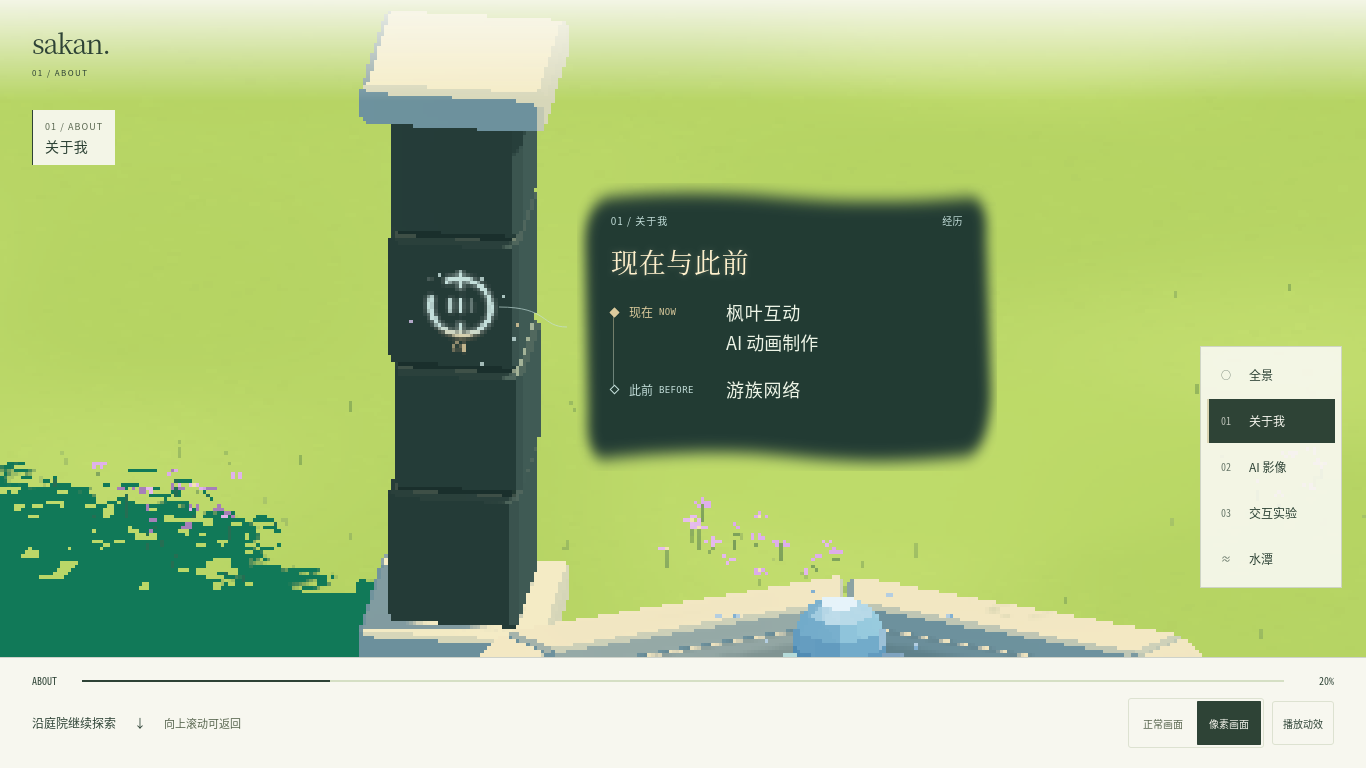 sakan.
01 / ABOUT
01 / ABOUT
关于我
01 / 关于我
经历
现在与此前
现在 NOW
枫叶互动
AI 动画制作
此前 BEFORE
游族网络
全景
01 关于我
02 AI 影像
03 交互实验
≈ 水潭
ABOUT
20%
沿庭院继续探索 ↓ 向上滚动可返回
正常画面
像素画面
播放动效